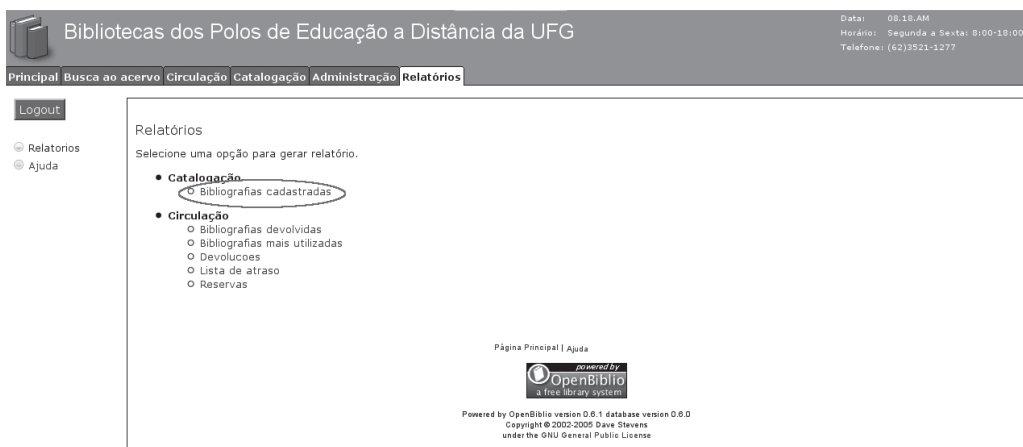 Bibliotecas dos Polos de Educação a Distância da UFG
Data: 08.18.AM
Horário: Segunda a Sexta: 8:00-18:00
Telefone: (62)3521-1277
Principal Busca ao acervo Circulação Catalogação Administração Relatórios
Logout
Relatorios
Ajuda
Relatórios
Selecione uma opção para gerar relatório.
Catalogação
Bibliografias cadastradas
Circulação
Bibliografias devolvidas
Bibliografias mais utilizadas
Devolucoes
Lista de atraso
Reservas
Página Principal | Ajuda
powered by
OpenBiblio
a free library system
Powered by OpenBiblio version 0.6.1 database version 0.6.0
Copyright © 2002-2005 Dave Stevens
under the GNU General Public License